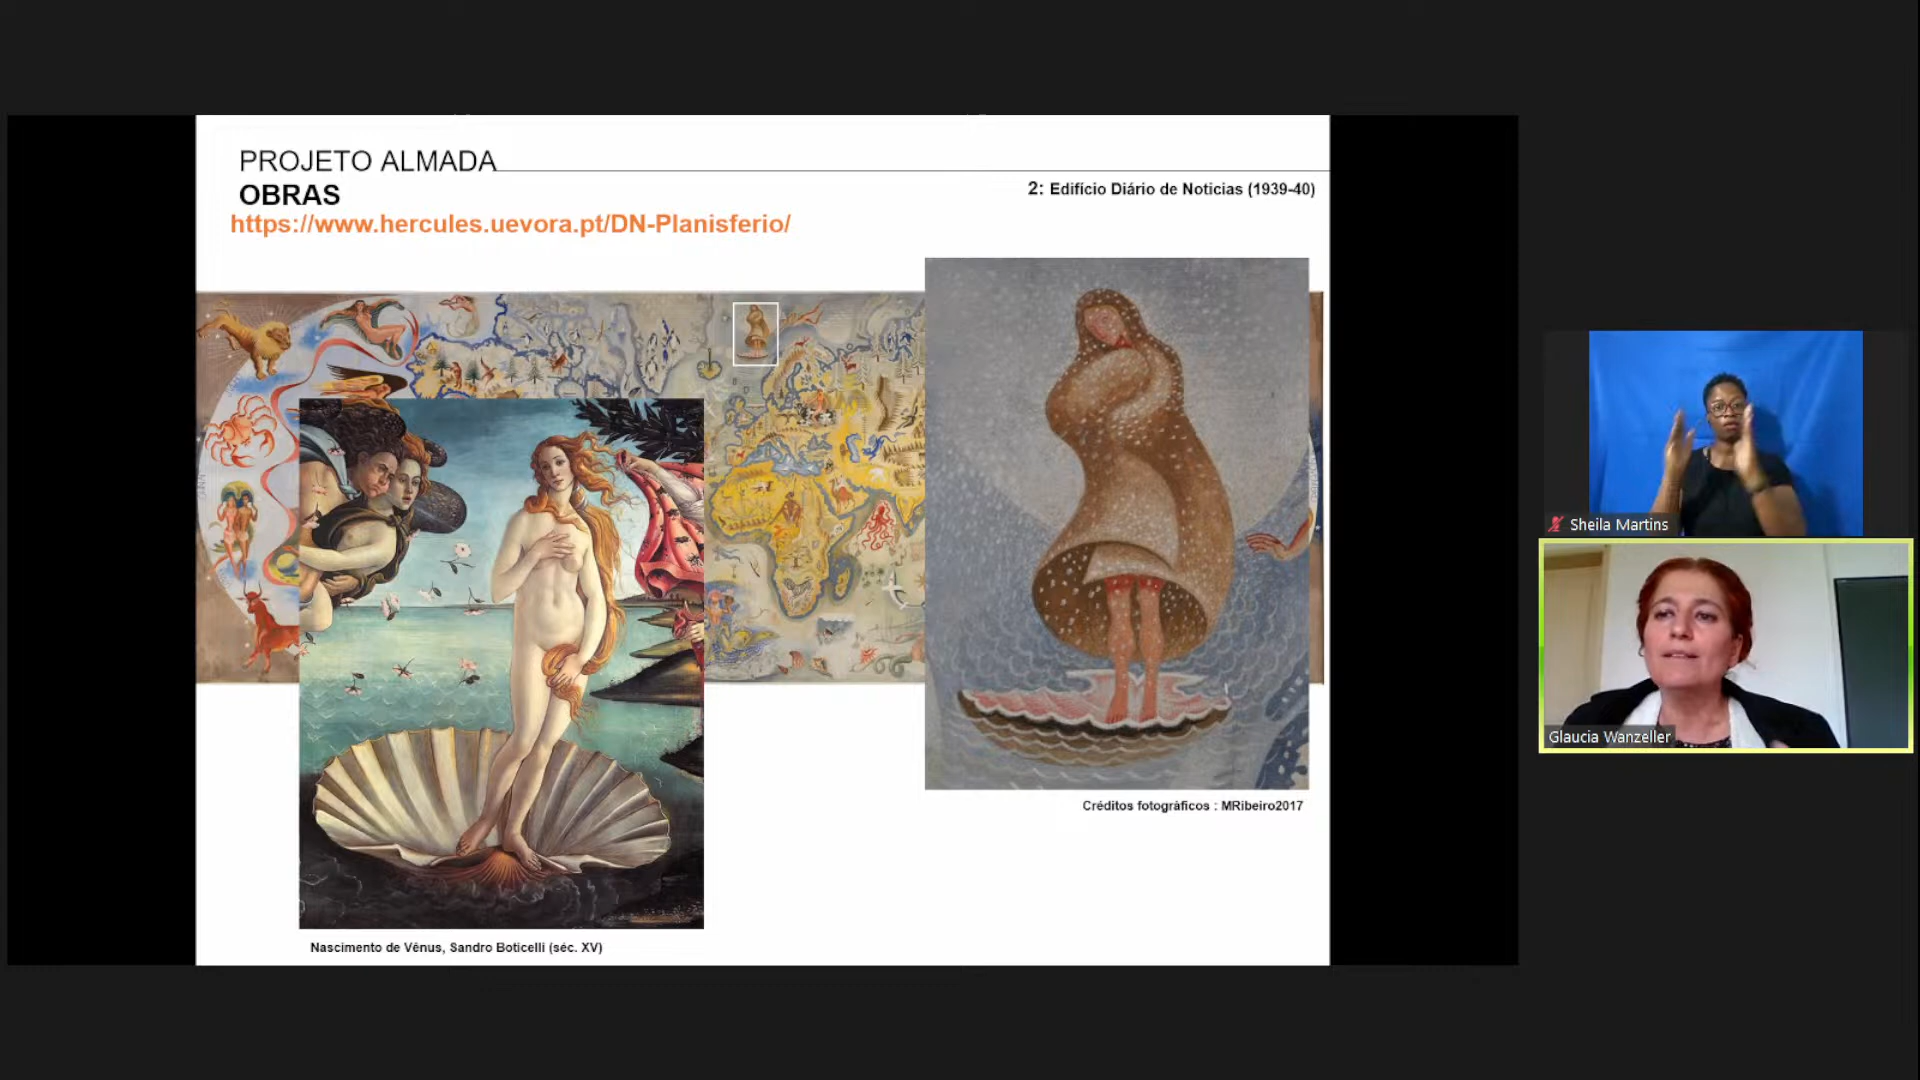 PROJETO ALMADA
OBRAS
https://www.hercules.uevora.pt/DN-Planisferio/
2: Edifício Diário de Noticias (1939-40)
Créditos fotográficos : MRibeiro2017
Nascimento de Vênus, Sandro Boticelli (séc. XV)
Sheila Martins
Glaucia Wanzeller